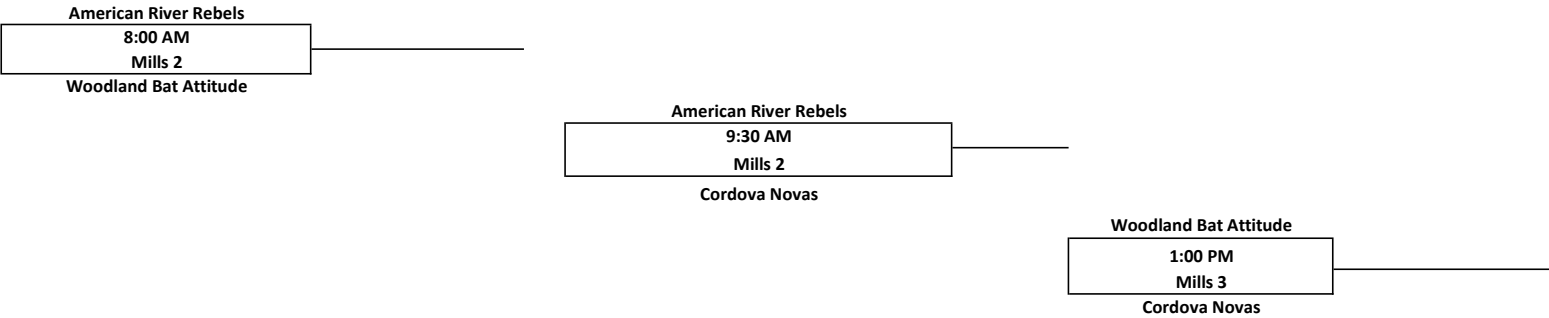 American River Rebels
8:00 AM
Mills 2
Woodland Bat Attitude
American River Rebels
9:30 AM
Mills 2
Cordova Novas
Woodland Bat Attitude
1:00 PM
Mills 3
Cordova Novas